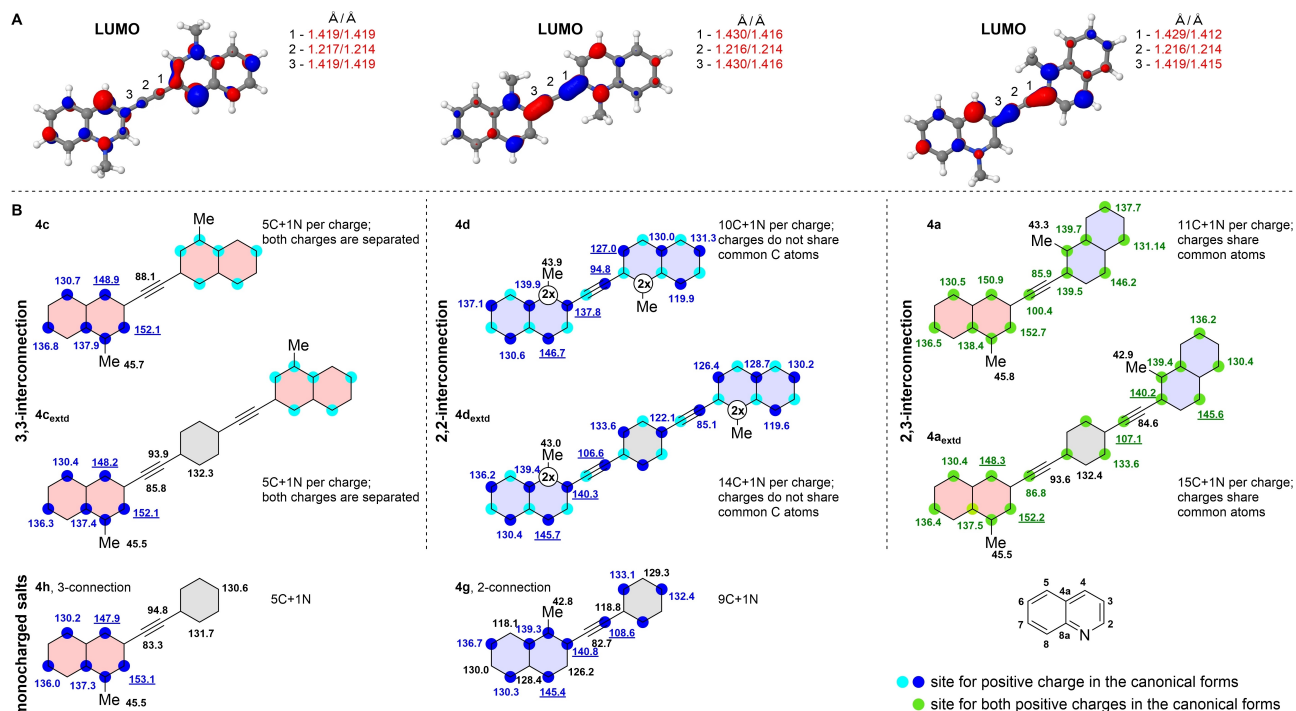 A
LUMO
Å / Å
1 - 1.419/1.419
2 - 1.217/1.214
3 - 1.419/1.419
3 2 1
LUMO
Å / Å
1 - 1.430/1.416
2 - 1.216/1.214
3 - 1.430/1.416
3 2 1
LUMO
Å / Å
1 - 1.429/1.412
2 - 1.216/1.214
3 - 1.419/1.415
3 2 1
B
3,3-interconnection
4c
Me
5C+1N per charge;
both charges are separated
88.1
130.7
148.9
152.1
136.8
137.9
Me
45.7
4cextd
Me
93.9
85.8
132.3
130.4
148.2
152.1
136.3
137.4
Me
45.5
5C+1N per charge;
both charges are separated
2,2-interconnection
4d
10C+1N per charge;
charges do not share
common C atoms
130.0
131.3
127.0
94.8
43.9
Me
139.9
2x
2x
Me
119.9
137.1
137.8
130.6
146.7
4dextd
126.4
128.7
130.2
122.1
133.6
85.1
2x
Me
119.6
43.0
Me
106.6
139.4
2x
136.2
140.3
130.4
145.7
14C+1N per charge;
charges do not share
common C atoms
2,3-interconnection
4a
137.7
43.3
139.7
Me
131.14
11C+1N per charge;
charges share
common atoms
85.9
139.5
146.2
130.5
150.9
100.4
152.7
136.5
138.4
Me
45.8
4aextd
136.2
42.9
139.4
Me
130.4
140.2
145.6
84.6
107.1
133.6
132.4
93.6
86.8
130.4
148.3
152.2
136.4
137.5
Me
45.5
15C+1N per charge;
charges share
common atoms
nonocharged salts
4h, 3-connection
130.6
5C+1N
94.8
83.3
131.7
130.2
147.9
153.1
136.0
137.3
Me
45.5
4g, 2-connection
133.1
129.3
132.4
9C+1N
118.8
108.6
82.7
42.8
Me
118.1
139.3
136.7
140.8
130.0
128.4
126.2
130.3
145.4
5
4
4a
6
3
7
2
8a
N
8
site for positive charge in the canonical forms
site for both positive charges in the canonical forms